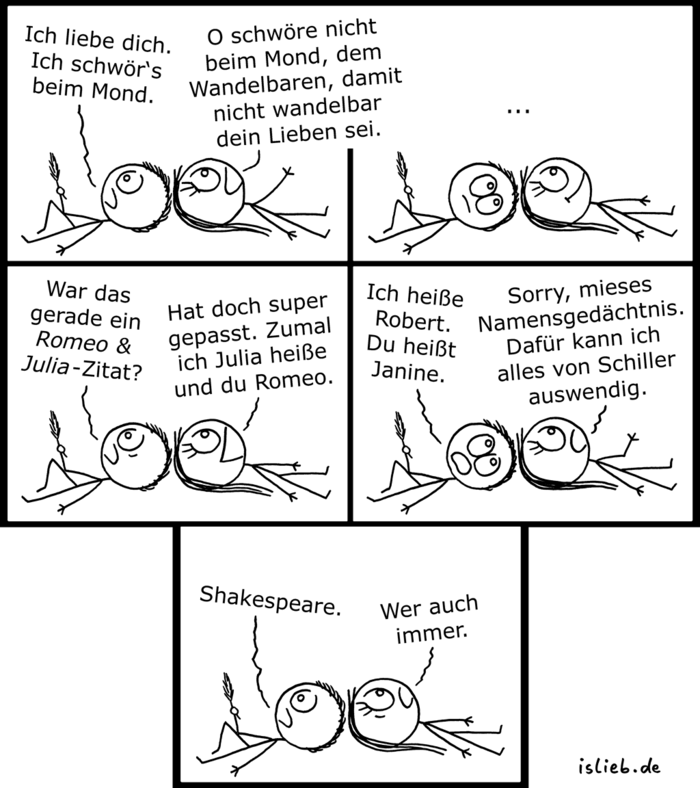 Ich liebe dich.
Ich schwör's
beim Mond.
O schwöre nicht
beim Mond, dem
Wandelbaren, damit
nicht wandelbar
dein Lieben sei.
...
War das
gerade ein
Romeo &
Julia-Zitat?
Hat doch super
gepasst. Zumal
ich Julia heiße
und du Romeo.
Ich heiße
Robert.
Du heißt
Janine.
Sorry, mieses
Namensgedächtnis.
Dafür kann ich
alles von Schiller
auswendig.
Shakespeare.
Wer auch
immer.
islieb.de